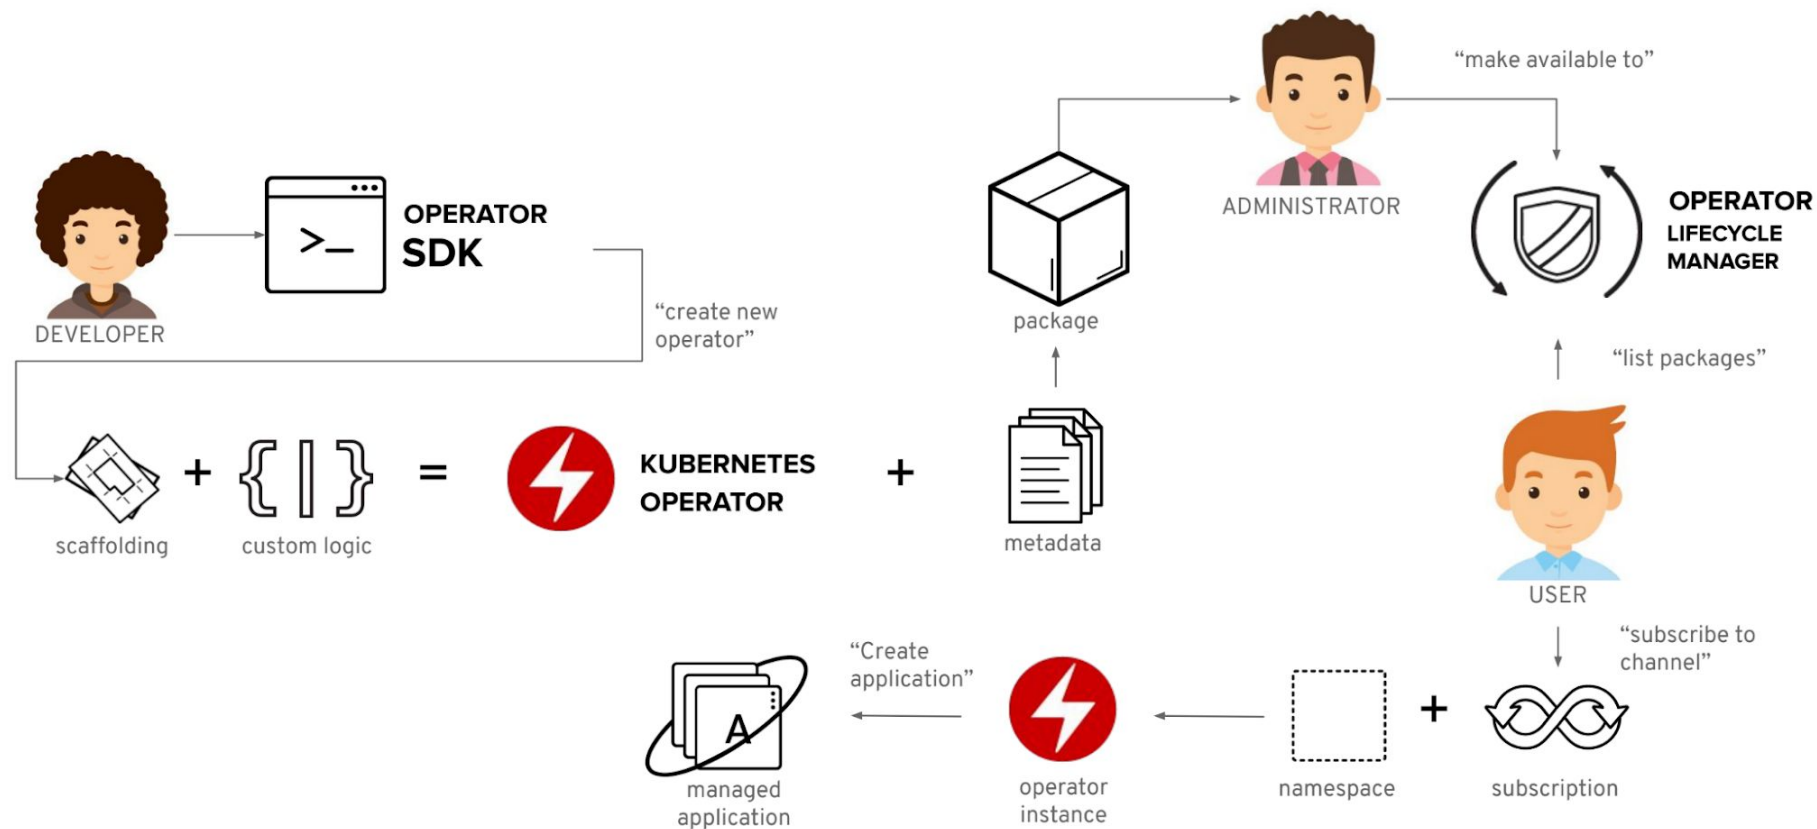 “make available to”
ADMINISTRATOR
OPERATOR
LIFECYCLE
MANAGER
OPERATOR
SDK
DEVELOPER
“create new
operator”
package
“list packages”
>_
{|}
+
=
KUBERNETES
OPERATOR
+
scaffolding
custom logic
metadata
USER
“subscribe to
channel”
“Create
application”
A
+
managed
application
operator
instance
namespace
subscription